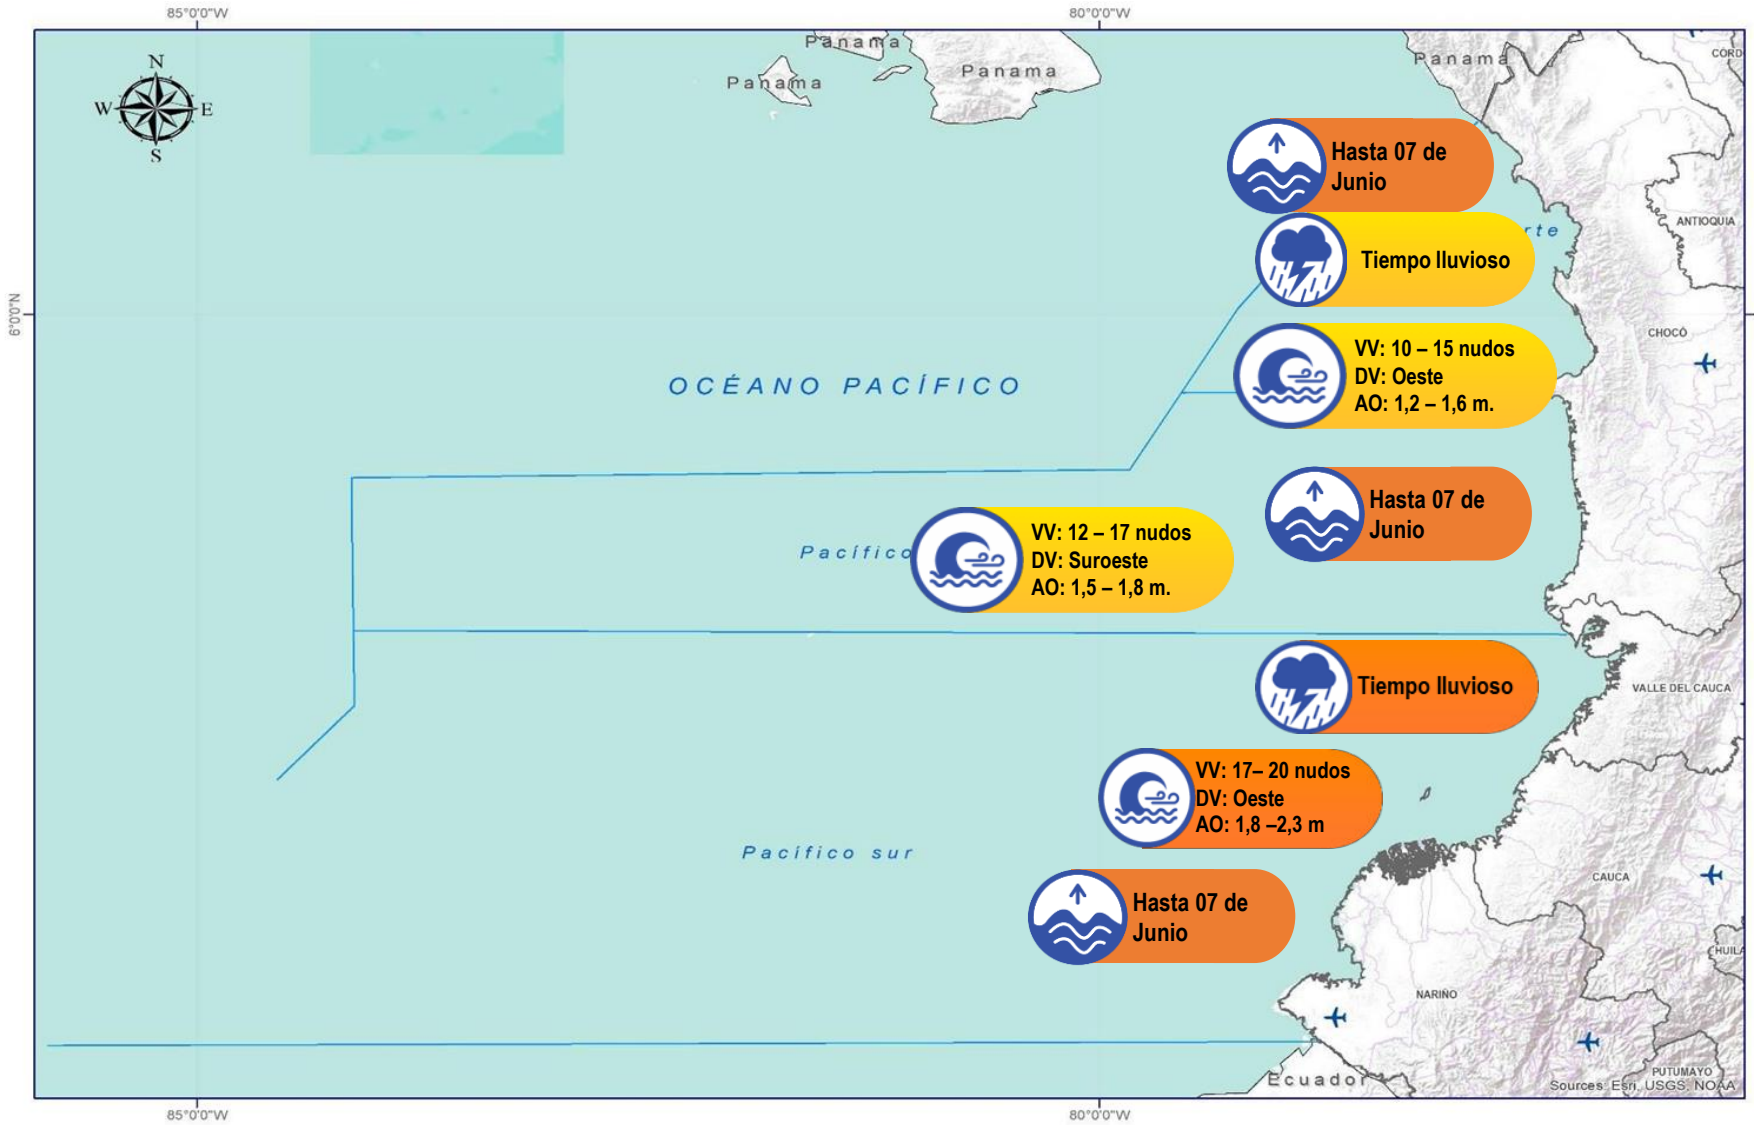 85°0'0"W
80°0'0"W
N
W
E
S
Panama
Panama
Panama
Panama
CORD
Hasta 07 de
Junio
ANTIOQUIA
rte
Tiempo lluvioso
6°0'0"N
CHOCÓ
VV: 10 – 15 nudos
DV: Oeste
AO: 1,2 – 1,6 m.
OCÉANO PACÍFICO
Hasta 07 de
Junio
Pacífico
VV: 12 – 17 nudos
DV: Suroeste
AO: 1,5 – 1,8 m.
Tiempo lluvioso
VALLE DEL CAUCA
VV: 17– 20 nudos
DV: Oeste
AO: 1,8 –2,3 m
Pacífico sur
CAUCA
Hasta 07 de
Junio
HUILA
NARIÑO
Ecuador
PUTUMAYO
Sources: Esri, USGS, NOAA
85°0'0"W
80°0'0"W